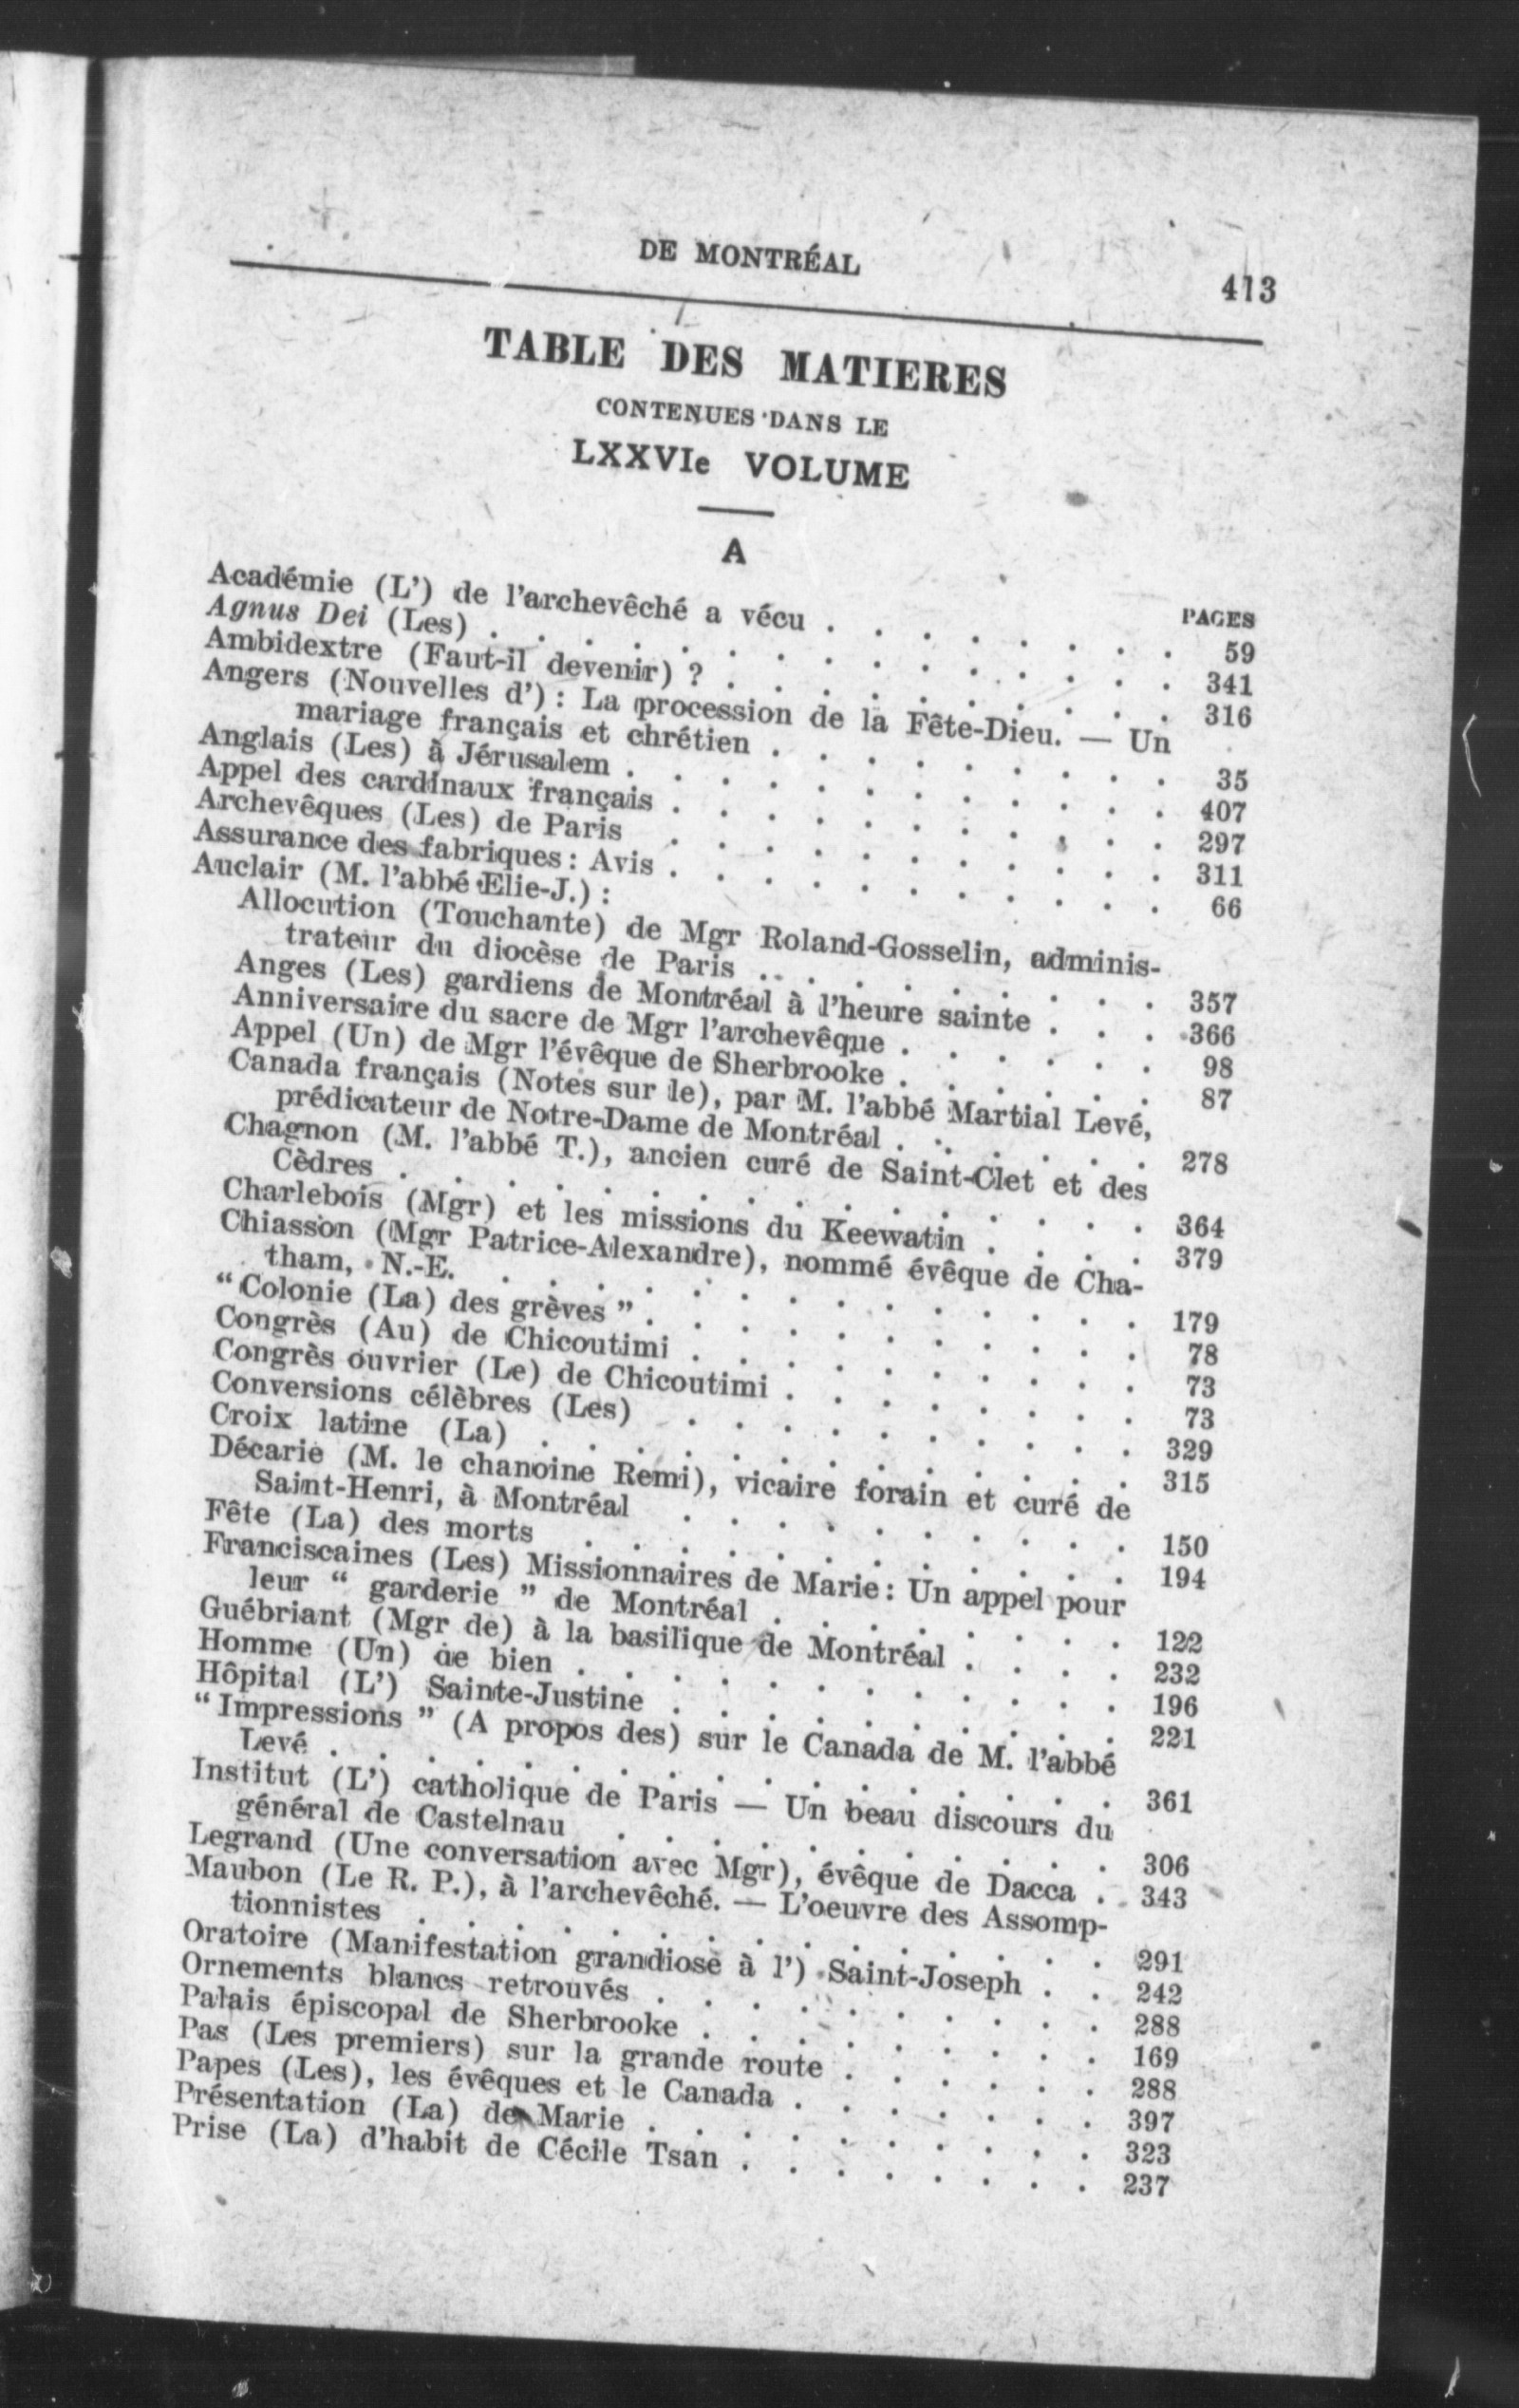 DE MONTRÉAL 413
TABLE DES MATIERES
CONTENUES DANS LE
LXXVIe VOLUME
A
PAGES
Académie (L') de l'archevêché a vécu . . . . . . . . 59
Agnus Dei (Les) . . . . . . . . . . . . . . . 341
Ambidextre (Faut-il devenir) ? . . . . . . . . . . 316
Angers (Nouvelles d') : La procession de la Fête-Dieu. — Un
mariage français et chrétien . . . . . . . . . 35
Anglais (Les) à Jérusalem . . . . . . . . . . . . 407
Appel des cardinaux français . . . . . . . . . . . 297
Archevêques (Les) de Paris . . . . . . . . . . . 311
Assurance des fabriques : Avis . . . . . . . . . . . 66
Auclair (M. l'abbé Elie-J.) :
Allocution (Touchante) de Mgr Roland-Gosselin, adminis-
trateur du diocèse de Paris . . . . . . . . . 357
Anges (Les) gardiens de Montréal à l'heure sainte . . . 366
Anniversaire du sacre de Mgr l'archevêque . . . . . . 98
Appel (Un) de Mgr l'évêque de Sherbrooke . . . . . . 87
Canada français (Notes sur le), par M. l'abbé Martial Levé,
prédicateur de Notre-Dame de Montréal . . . . . . 278
Chagnon (M. l'abbé T.), ancien curé de Saint-Clet et des
Cèdres . . . . . . . . . . . . . . . . 364
Charlebois (Mgr) et les missions du Keewatin . . . . 379
Chiasson (Mgr Patrice-Alexandre), nommé évêque de Cha-
tham, N.-E. . . . . . . . . . . . . . . 179
“Colonie (La) des grèves” . . . . . . . . . . . 78
Congrès (Au) de Chicoutimi . . . . . . . . . . 73
Congrès ouvrier (Le) de Chicoutimi . . . . . . . . 73
Conversions célèbres (Les) . . . . . . . . . . 329
Croix latine (La) . . . . . . . . . . . . . 315
Décarie (M. le chanoine Rémi), vicaire forain et curé de
Saint-Henri, à Montréal . . . . . . . . . . 150
Fête (La) des morts . . . . . . . . . . . . 194
Franciscaines (Les) Missionnaires de Marie : Un appel pour
leur “ garderie ” de Montréal . . . . . . . . 122
Guébriant (Mgr de) à la basilique de Montréal . . . . 232
Homme (Un) de bien . . . . . . . . . . . . 196
Hôpital (L') Sainte-Justine . . . . . . . . . . 221
“Impressions ” (A propos des) sur le Canada de M. l'abbé
Levé . . . . . . . . . . . . . . . . . 361
Institut (L') catholique de Paris — Un beau discours du
général de Castelnau . . . . . . . . . . . 306
Legrand (Une conversation avec Mgr), évêque de Dacca . 343
Maubon (Le R. P.), à l'archevêché. — L'oeuvre des Assomp-
tionnistes . . . . . . . . . . . . . . . 291
Oratoire (Manifestation grandiose à l') Saint-Joseph . . 242
Ornements blancs retrouvés . . . . . . . . . . 288
Palais épiscopal de Sherbrooke . . . . . . . . . 169
Pas (Les premiers) sur la grande route . . . . . . 288
Papes (Les), les évêques et le Canada . . . . . . . 397
Présentation (La) de Marie . . . . . . . . . . 323
Prise (La) d'habit de Cécile Tsan . . . . . . . . 237